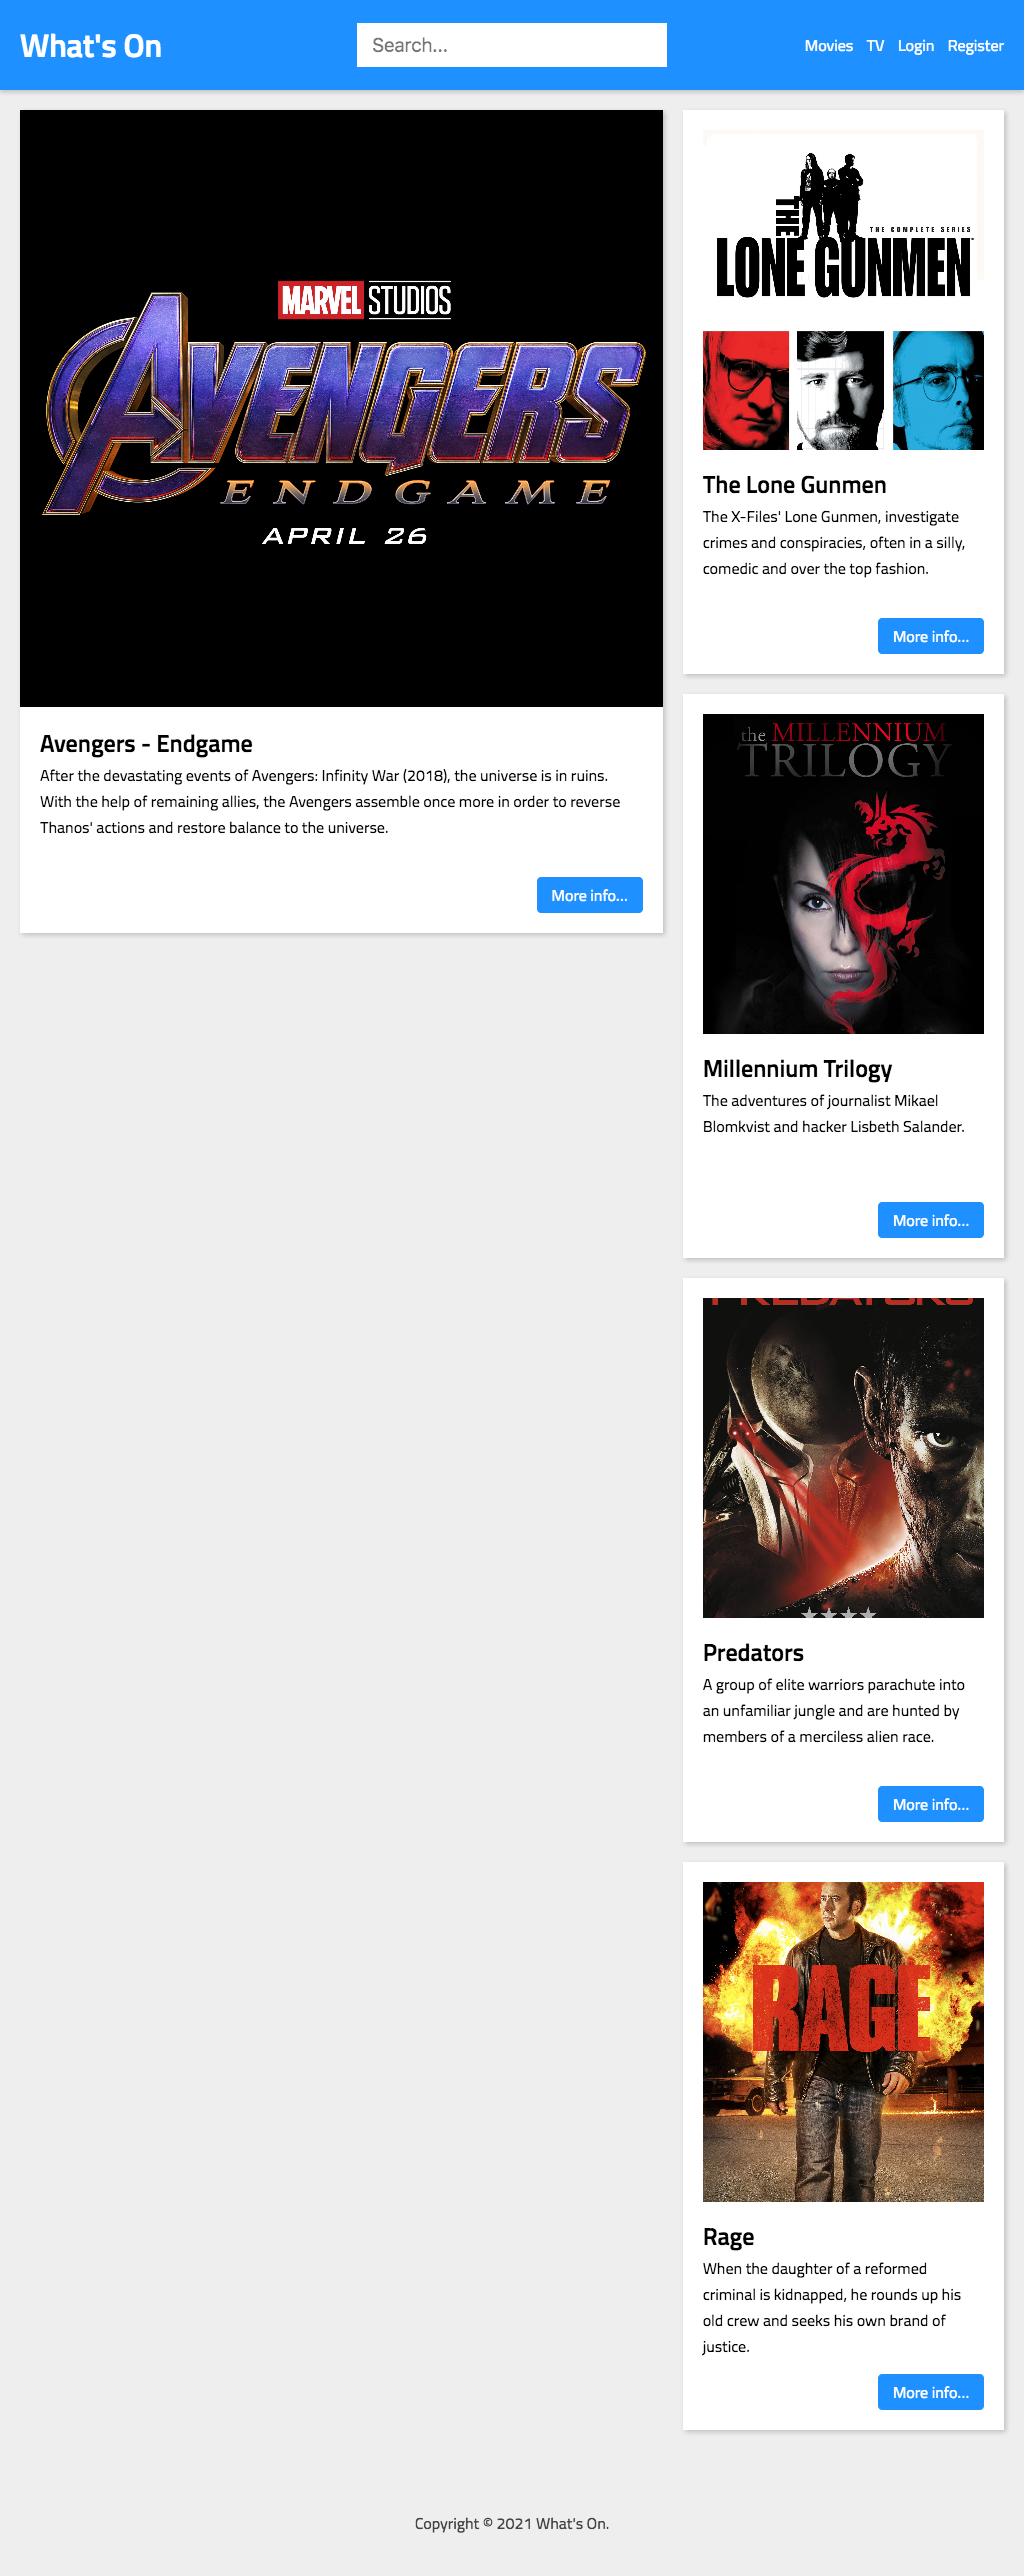 What's On
Search...
Movies TV Login Register
MARVEL STUDIOS
AVENGERS
ENDGAME
APRIL 26
Avengers - Endgame
After the devastating events of Avengers: Infinity War (2018), the universe is in ruins.
With the help of remaining allies, the Avengers assemble once more in order to reverse
Thanos' actions and restore balance to the universe.
More info...
THE
THE COMPLETE SERIES
LONE GUNMEN
The Lone Gunmen
The X-Files' Lone Gunmen, investigate
crimes and conspiracies, often in a silly,
comedic and over the top fashion.
More info...
the MILLENNIUM
TRILOGY
Millennium Trilogy
The adventures of journalist Mikael
Blomkvist and hacker Lisbeth Salander.
More info...
PREDATORS
Predators
A group of elite warriors parachute into
an unfamiliar jungle and are hunted by
members of a merciless alien race.
More info...
RAGE
Rage
When the daughter of a reformed
criminal is kidnapped, he rounds up his
old crew and seeks his own brand of
justice.
More info...
Copyright © 2021 What's On.